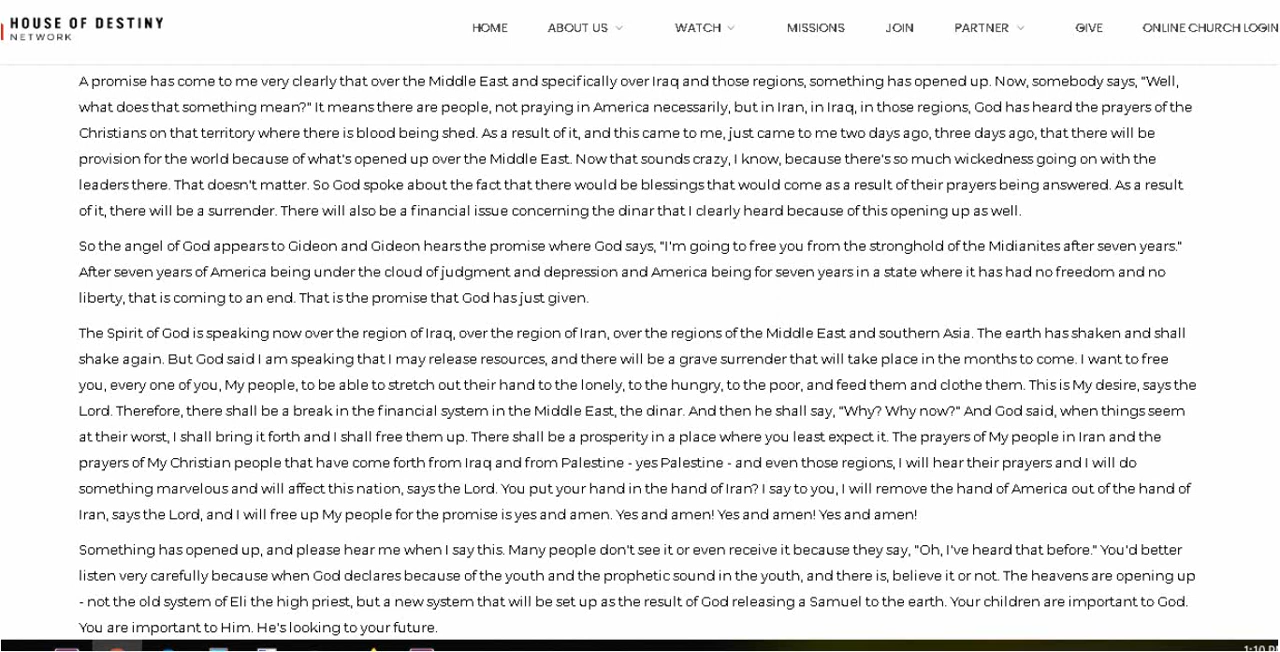 HOUSE OF DESTINY
NETWORK
HOME ABOUT US WATCH MISSIONS JOIN PARTNER GIVE ONLINE CHURCH LOGIN
A promise has come to me very clearly that over the Middle East and specifically over Iraq and those regions, something has opened up. Now, somebody says, "Well,
what does that something mean?" It means there are people, not praying in America necessarily, but in Iran, in Iraq, in those regions, God has heard the prayers of the
Christians on that territory where there is blood being shed. As a result of it, and this came to me, just came to me two days ago, three days ago, that there will be
provision for the world because of what's opened up over the Middle East. Now that sounds crazy, I know, because there's so much wickedness going on with the
leaders there. That doesn't matter. So God spoke about the fact that there would be blessings that would come as a result of their prayers being answered. As a result
of it, there will be a surrender. There will also be a financial issue concerning the dinar that I clearly heard because of this opening up as well.
So the angel of God appears to Gideon and Gideon hears the promise where God says, "I'm going to free you from the stronghold of the Midianites after seven years."
After seven years of America being under the cloud of judgment and depression and America being for seven years in a state where it has had no freedom and no
liberty, that is coming to an end. That is the promise that God has just given.
The Spirit of God is speaking now over the region of Iraq, over the region of Iran, over the regions of the Middle East and southern Asia. The earth has shaken and shall
shake again. But God said I am speaking that I may release resources, and there will be a grave surrender that will take place in the months to come. I want to free
you, every one of you, My people, to be able to stretch out their hand to the lonely, to the hungry, to the poor, and feed them and clothe them. This is My desire, says the
Lord. Therefore, there shall be a break in the financial system in the Middle East, the dinar. And then he shall say, "Why? Why now?" And God said, when things seem
at their worst, I shall bring it forth and I shall free them up. There shall be a prosperity in a place where you least expect it. The prayers of My people in Iran and the
prayers of My Christian people that have come forth from Iraq and from Palestine - yes Palestine - and even those regions, I will hear their prayers and I will do
something marvelous and will affect this nation, says the Lord. You put your hand in the hand of Iran? I say to you, I will remove the hand of America out of the hand of
Iran, says the Lord, and I will free up My people for the promise is yes and amen. Yes and amen! Yes and amen! Yes and amen!
Something has opened up, and please hear me when I say this. Many people don't see it or even receive it because they say, "Oh, I've heard that before." You'd better
listen very carefully because when God declares because of the youth and the prophetic sound in the youth, and there is, believe it or not. The heavens are opening up
- not the old system of Eli the high priest, but a new system that will be set up as the result of God releasing a Samuel to the earth. Your children are important to God.
You are important to Him. He's looking to your future.